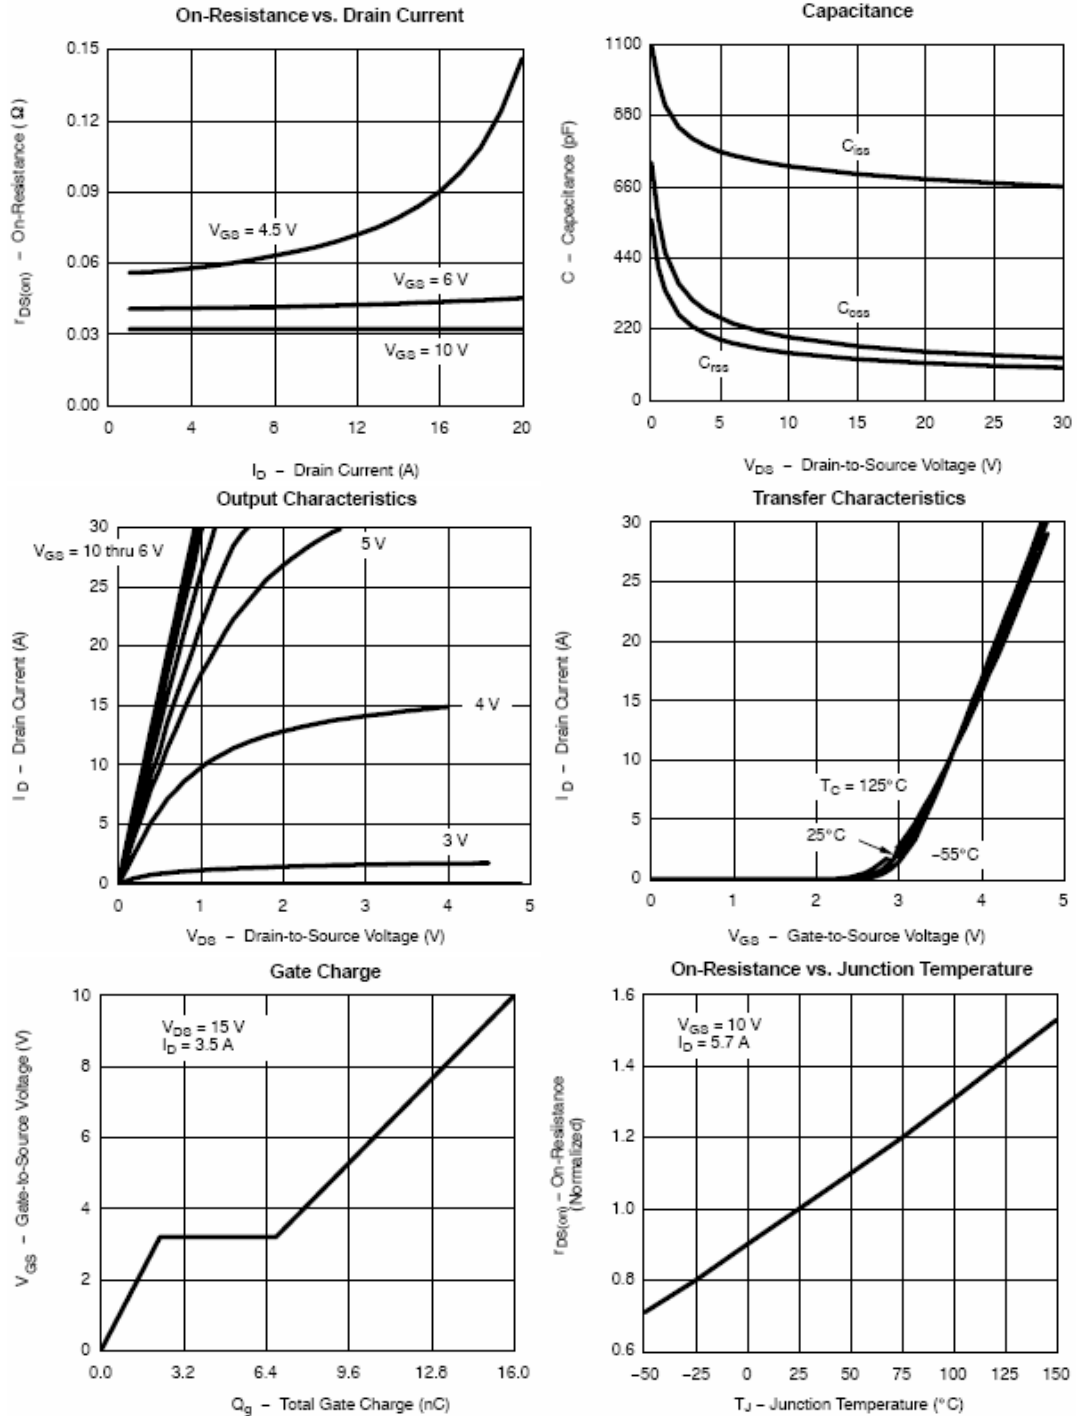 On-Resistance vs. Drain Current
rDS(on) – On-Resistance ( Ω )
0.15
0.12
0.09
0.06
0.03
0.00
VGS = 4.5 V
VGS = 6 V
VGS = 10 V
0 4 8 12 16 20
ID – Drain Current (A)
Capacitance
C – Capacitance (pF)
1100
880
660
440
220
0
Ciss
Coss
Crss
0 5 10 15 20 25 30
VDS – Drain-to-Source Voltage (V)
Output Characteristics
ID – Drain Current (A)
30
25
20
15
10
5
0
VGS = 10 thru 6 V
5 V
4 V
3 V
0 1 2 3 4 5
VDS – Drain-to-Source Voltage (V)
Transfer Characteristics
ID – Drain Current (A)
30
25
20
15
10
5
0
TC = 125°C
25°C
–55°C
0 1 2 3 4 5
VGS – Gate-to-Source Voltage (V)
Gate Charge
VGS – Gate-to-Source Voltage (V)
10
8
6
4
2
0
VDS = 15 V
ID = 3.5 A
0.0 3.2 6.4 9.6 12.8 16.0
Qg – Total Gate Charge (nC)
On-Resistance vs. Junction Temperature
rDS(on) – On-Resiistance
(Normalized)
1.6
1.4
1.2
1.0
0.8
0.6
VGS = 10 V
ID = 5.7 A
–50 –25 0 25 50 75 100 125 150
TJ – Junction Temperature (°C)